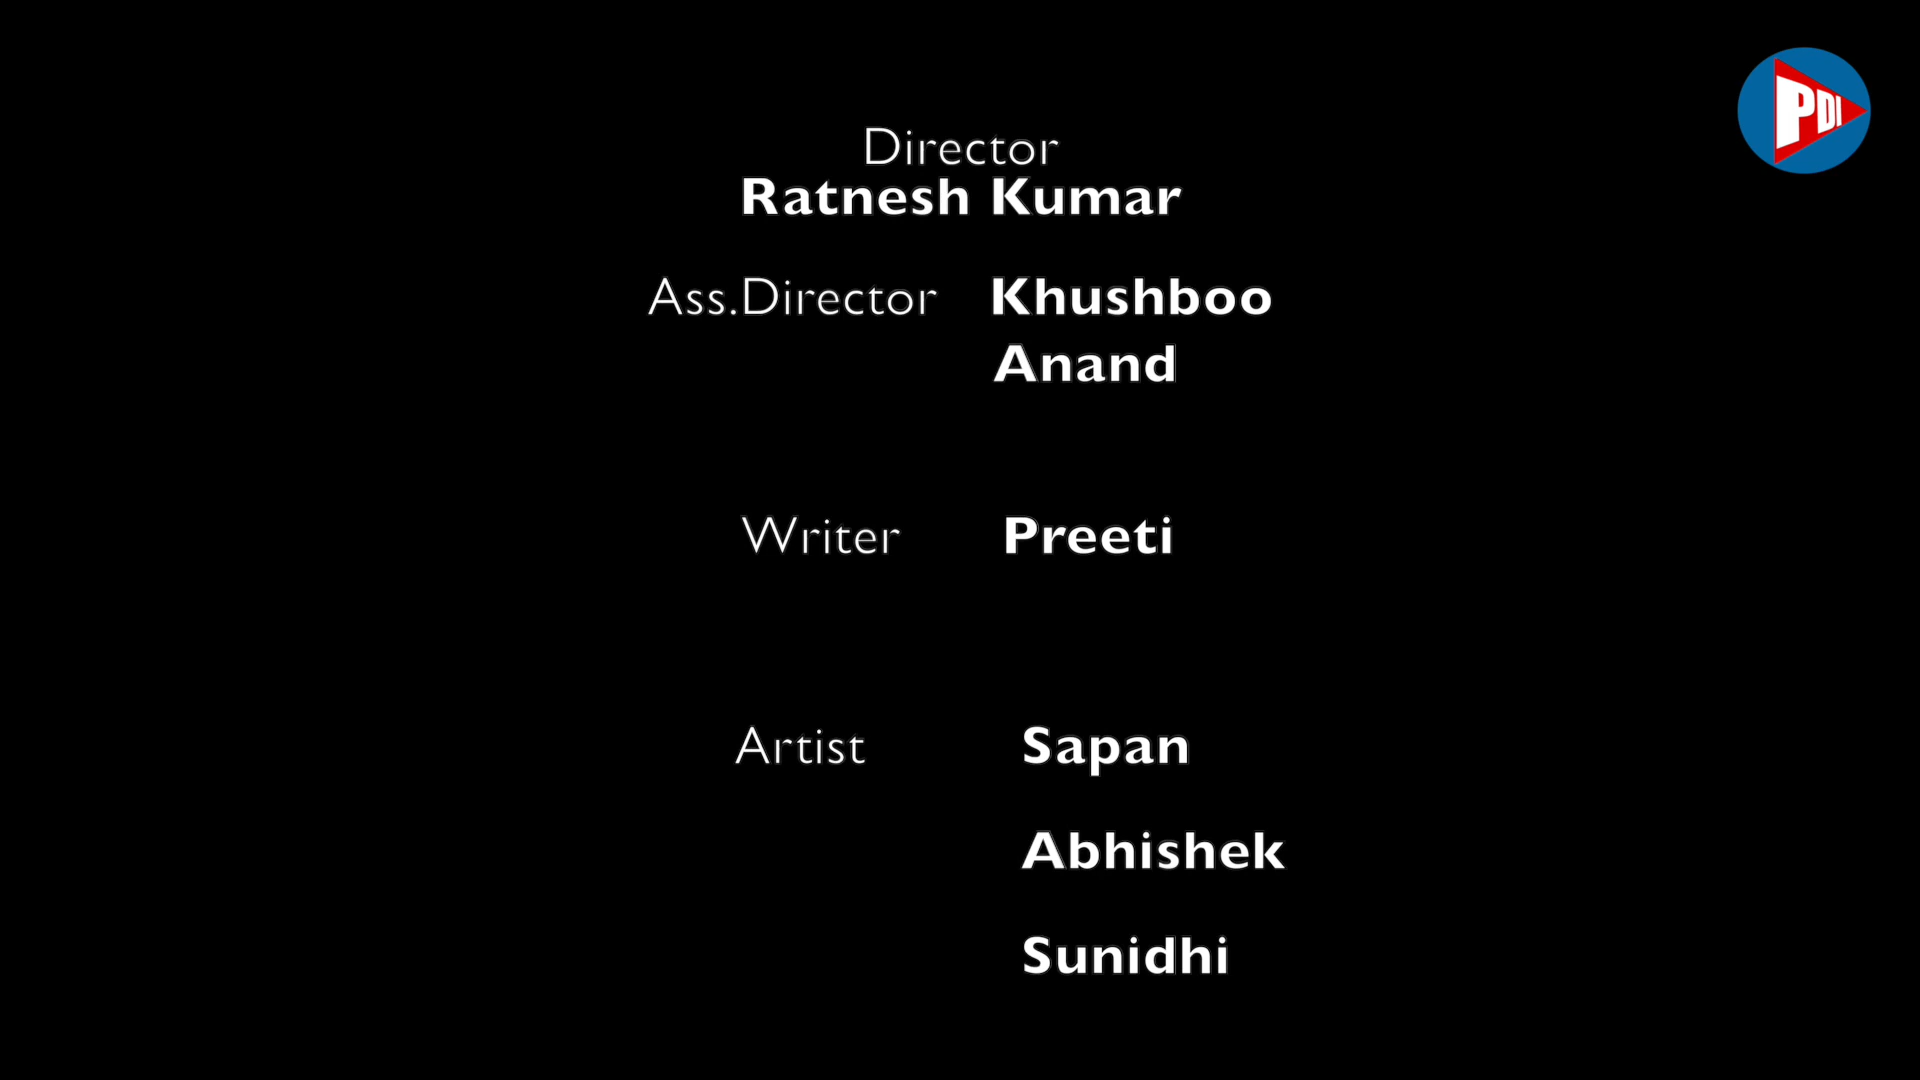 PDI
Director
Ratnesh Kumar
Ass.Director Khushboo
Anand
Writer Preeti
Artist Sapan
Abhishek
Sunidhi